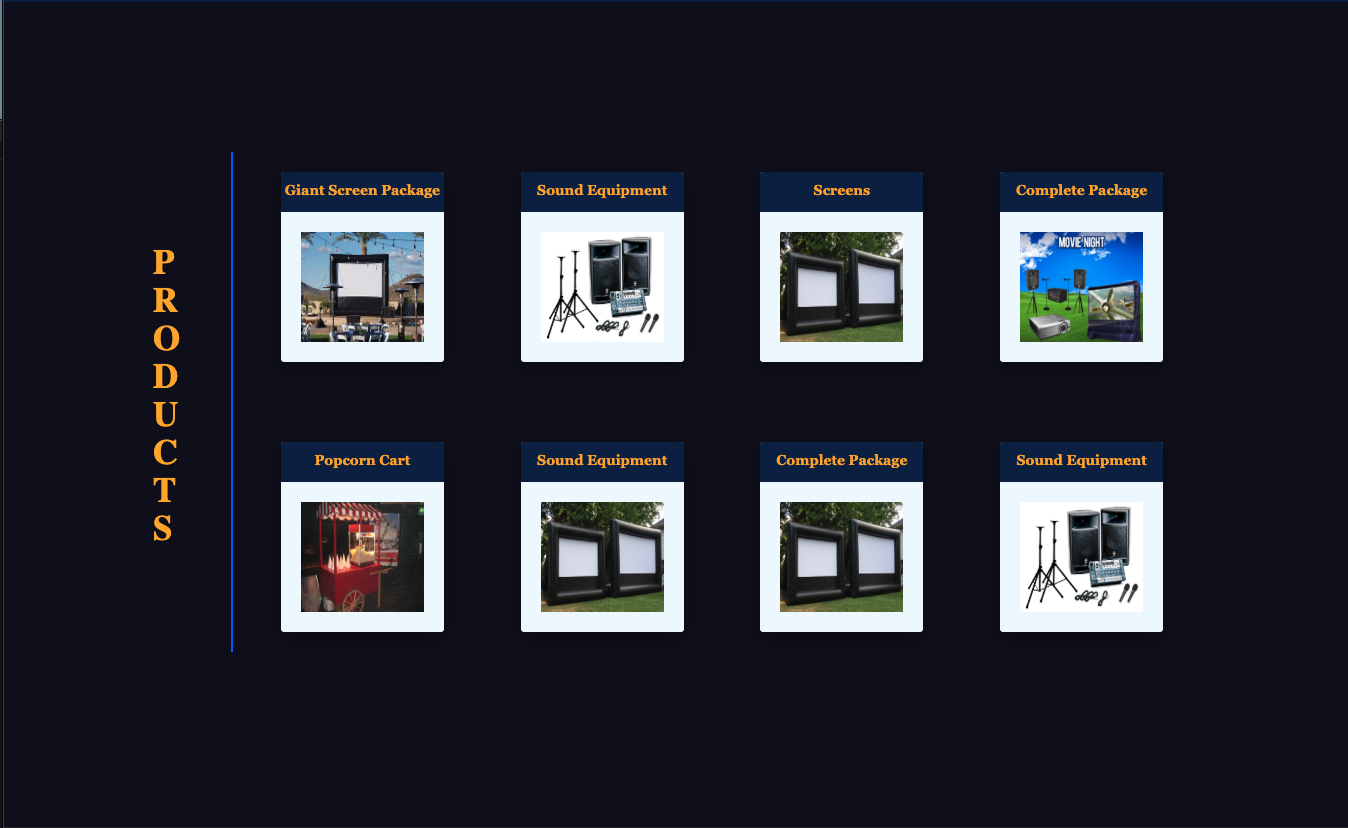 PRODUCTS
Giant Screen Package
Sound Equipment
Screens
Complete Package
MOVIE NIGHT
Popcorn Cart
Sound Equipment
Complete Package
Sound Equipment